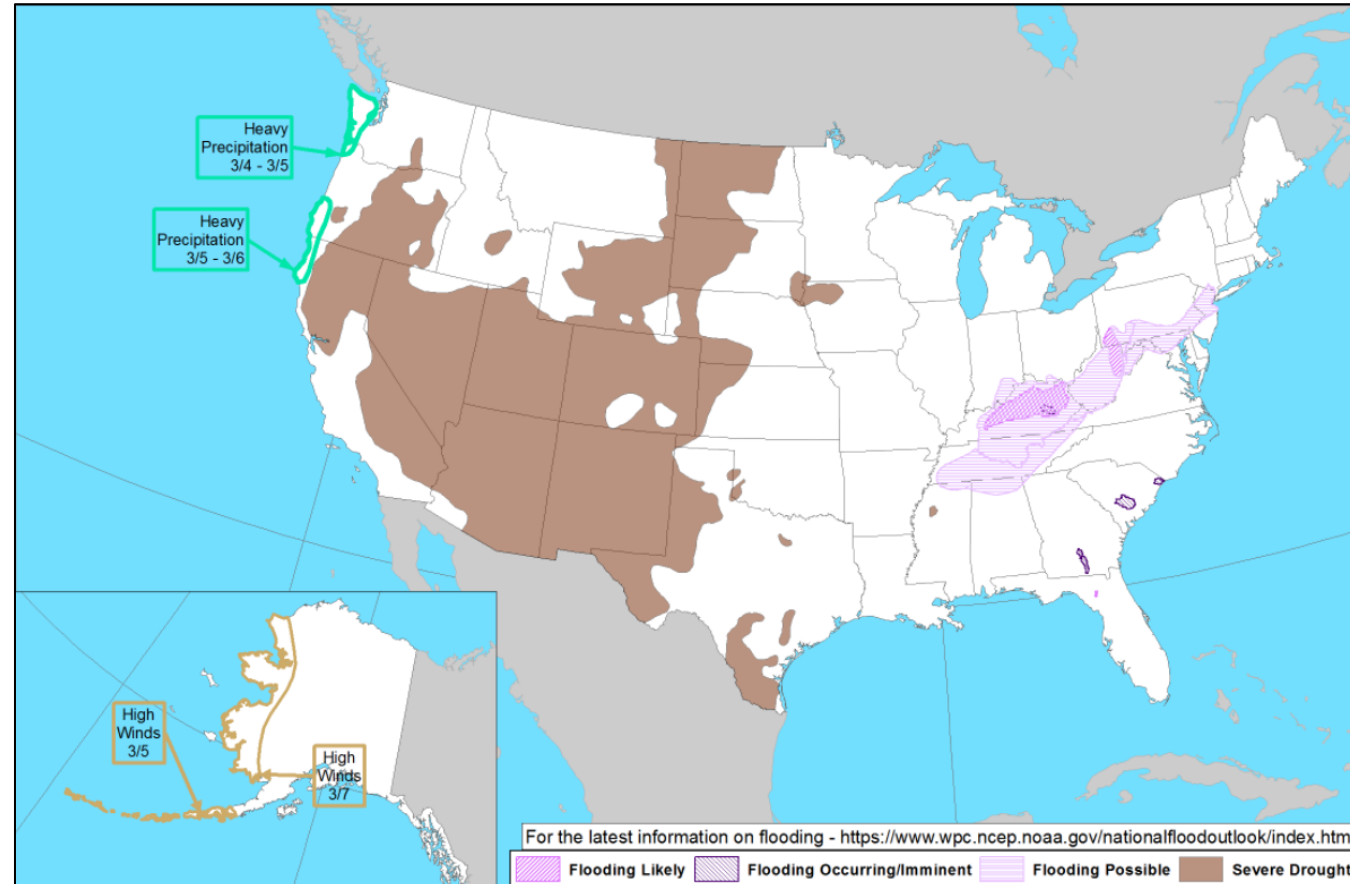 Heavy
Precipitation
3/4 - 3/5
Heavy
Precipitation
3/5 - 3/6
High
Winds
3/5
High
Winds
3/7
For the latest information on flooding - https://www.wpc.ncep.noaa.gov/nationalfloodoutlook/index.htm
Flooding Likely Flooding Occurring/Imminent Flooding Possible Severe Drought